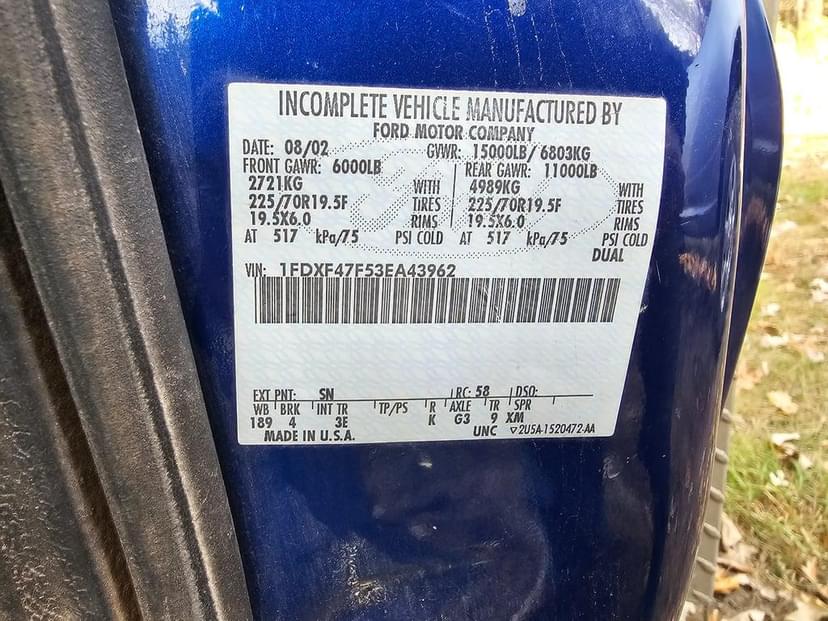 INCOMPLETE VEHICLE MANUFACTURED BY
FORD MOTOR COMPANY
DATE: 08/02 GVWR: 15000LB/ 6803KG
FRONT GAWR: 6000LB REAR GAWR: 11000LB
2721KG WITH 4989KG WITH
225/70R19.5F TIRES 225/70R19.5F TIRES
19.5X6.0 RIMS 19.5X6.0 RIMS
AT 517 kPa/75 PSI COLD AT 517 kPa/75 PSI COLD
DUAL
VIN: 1FDXF47F53EA43962
EXT PNT: SN RC: 58 DSO:
WB BRK INT TR TP/PS R AXLE TR SPR
189 4 3E K G3 9 XM
MADE IN U.S.A. UNC ▽2U5A-1520472-AA